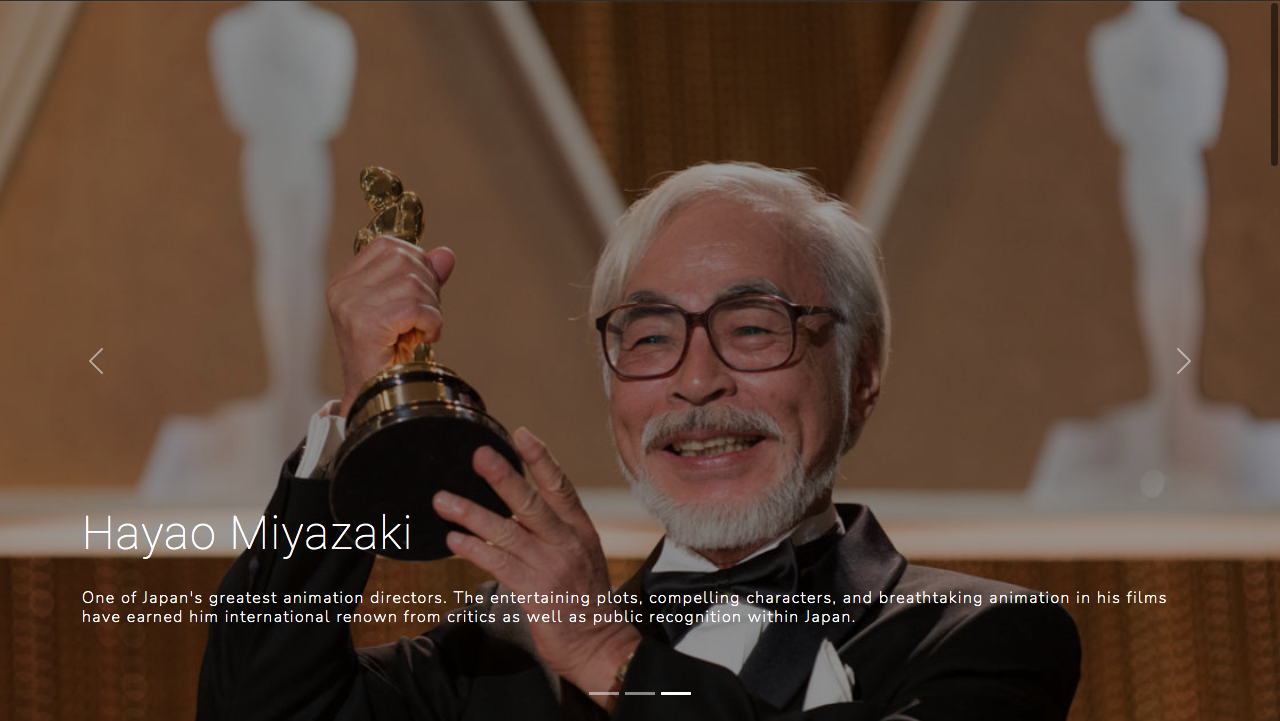 Hayao Miyazaki
One of Japan's greatest animation directors. The entertaining plots, compelling characters, and breathtaking animation in his films
have earned him international renown from critics as well as public recognition within Japan.